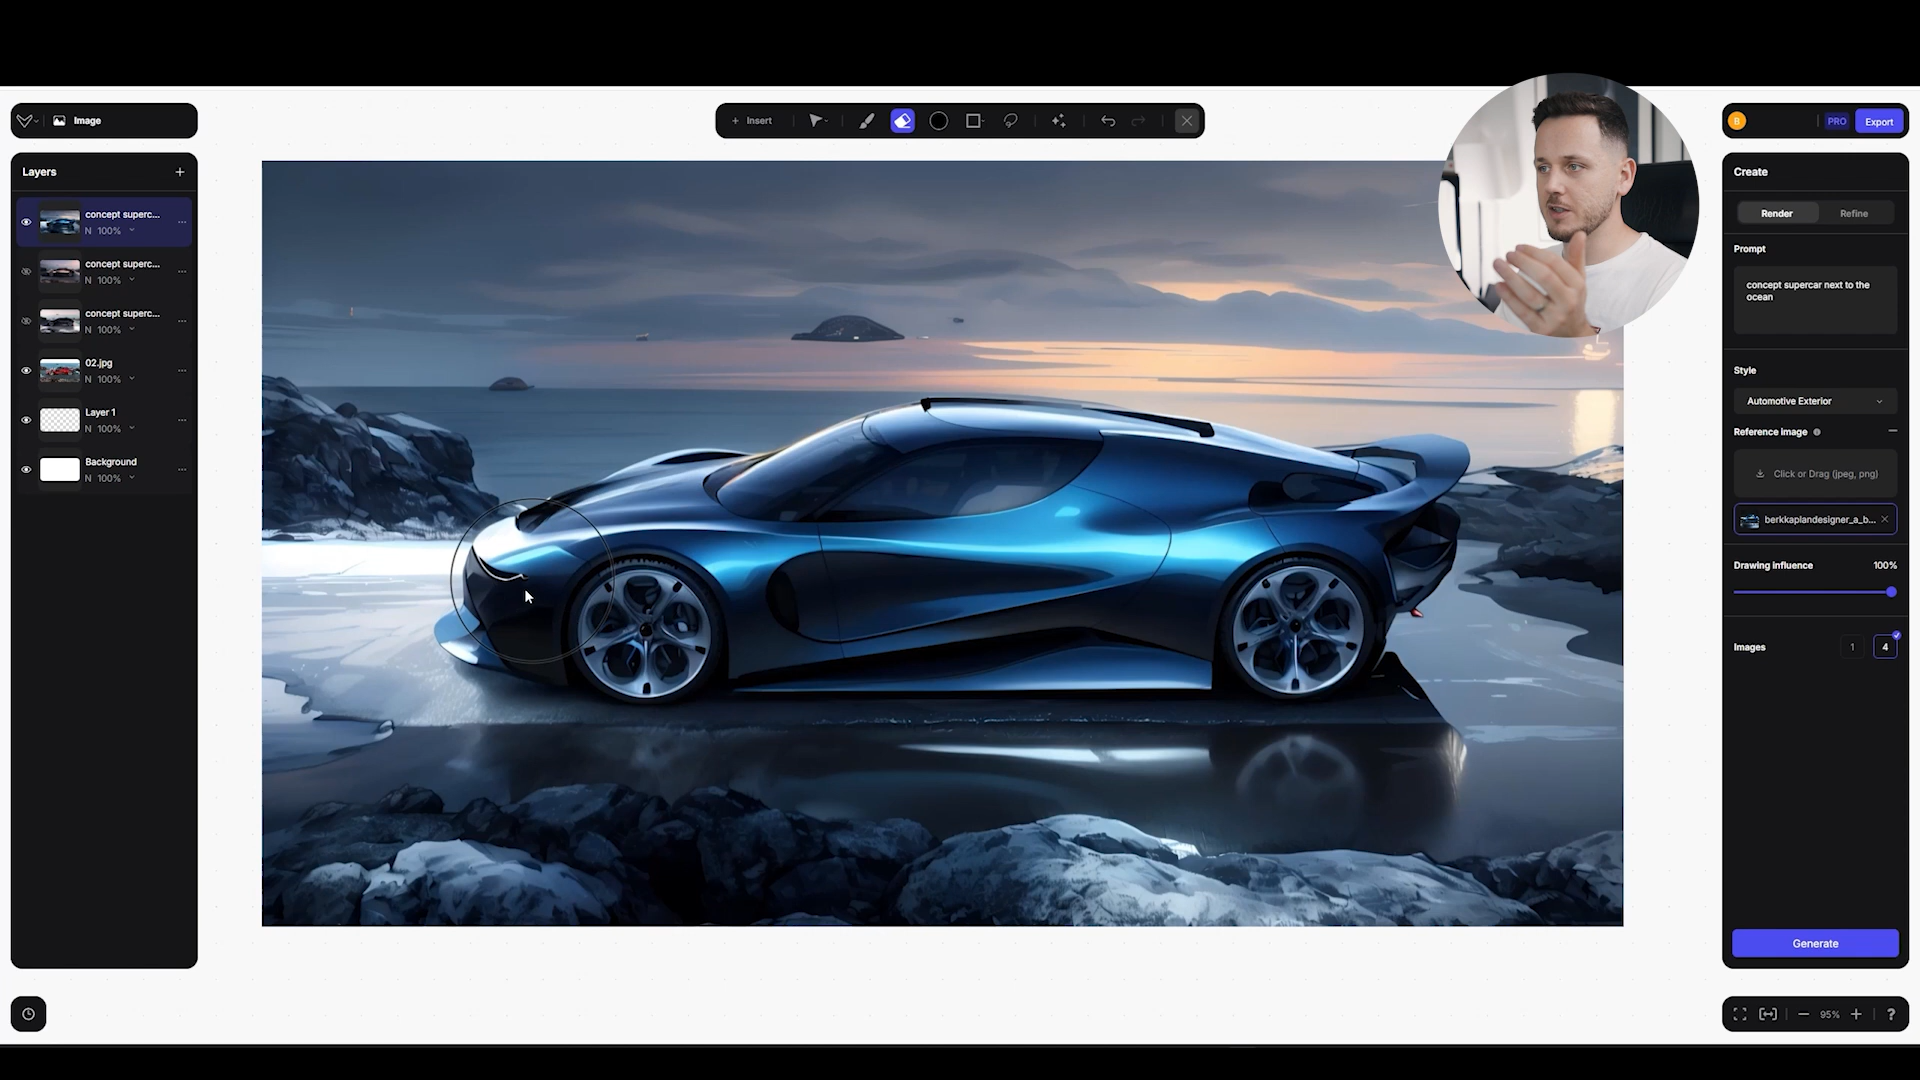 Image
Insert
B
PRO
Export
Layers
concept superc...
N 100%
concept superc...
N 100%
concept superc...
N 100%
02.jpg
N 100%
Layer 1
N 100%
Background
N 100%
Create
Render
Refine
Prompt
concept supercar next to the
ocean
Style
Automotive Exterior
Reference image
Click or Drag (jpeg, png)
berkkaplandesigner_a_b...
Drawing influence
100%
Images
1
4
Generate
95%
?